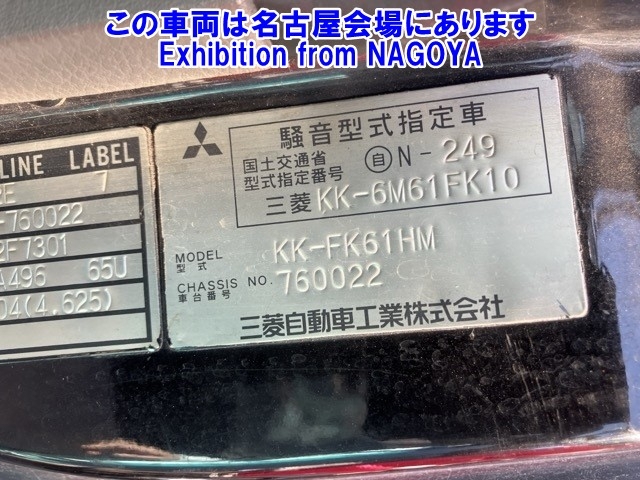 この車両は名古屋会場にあります
Exhibition from NAGOYA
LINE LABEL
7
-760022
2F7301
A496 65U
04(4.625)
騒音型式指定車
国土交通省
型式指定番号 自 N-249
三菱 KK-6M61FK10
MODEL
型式 KK-FK61HM
CHASSIS NO.
車台番号 760022
三菱自動車工業株式会社